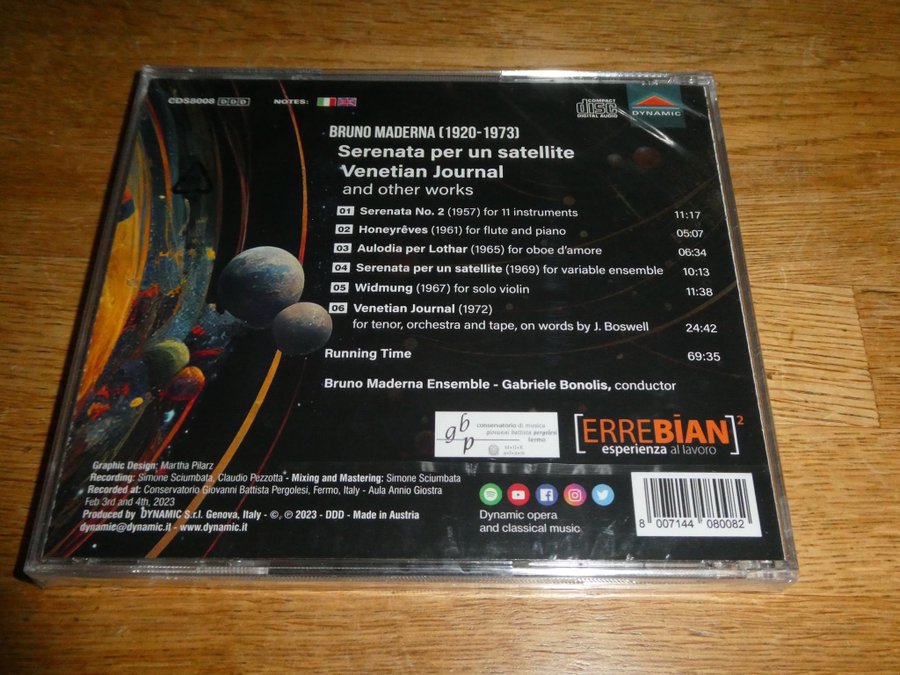 CDS8008 DDD NOTES:
COMPACT
disc
DIGITAL AUDIO
DYNAMIC
BRUNO MADERNA (1920-1973)
Serenata per un satellite
Venetian Journal
and other works
01 Serenata No. 2 (1957) for 11 instruments 11:17
02 Honeyrêves (1961) for flute and piano 05:07
03 Aulodia per Lothar (1965) for oboe d'amore 06:34
04 Serenata per un satellite (1969) for variable ensemble 10:13
05 Widmung (1967) for solo violin 11:38
06 Venetian Journal (1972)
for tenor, orchestra and tape, on words by J. Boswell 24:42
Running Time 69:35
Bruno Maderna Ensemble - Gabriele Bonolis, conductor
gbp
conservatorio di musica
giovanni battista pergolesi
fermo
[ERREBIAN]2
esperienza al lavoro
Graphic Design: Martha Pilarz
Recording: Simone Sciumbata, Claudio Pezzotta - Mixing and Mastering: Simone Sciumbata
Recorded at: Conservatorio Giovanni Battista Pergolesi, Fermo, Italy - Aula Annio Giostra
Feb 3rd and 4th, 2023
Produced by DYNAMIC S.r.l. Genova, Italy - ©, ℗ 2023 - DDD - Made in Austria
dynamic@dynamic.it - www.dynamic.it
Dynamic opera
and classical music
8 007144 080082